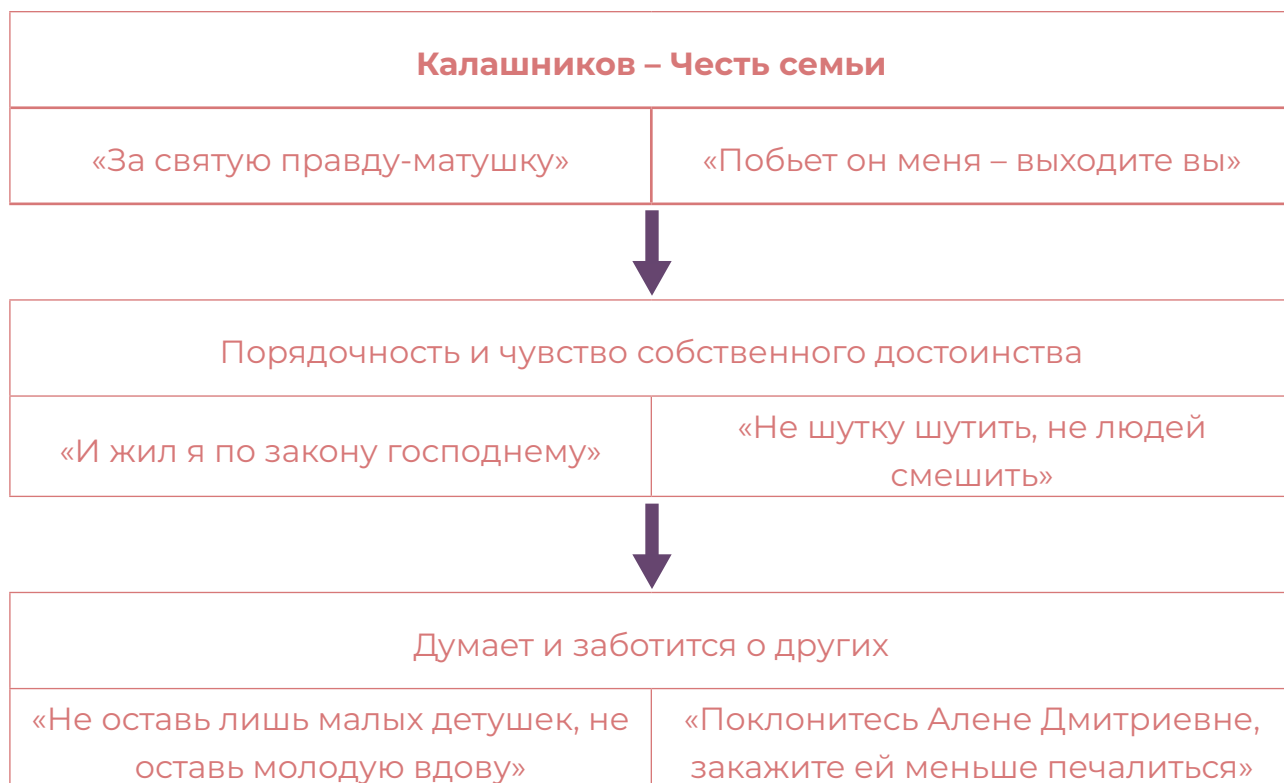 Калашников – Честь семьи
«За святую правду-матушку»
«Побьет он меня – выходите вы»
Порядочность и чувство собственного достоинства
«И жил я по закону господнему»
«Не шутку шутить, не людей
смешить»
Думает и заботится о других
«Не оставь лишь малых детушек, не
оставь молодую вдову»
«Поклонитесь Алене Дмитриевне,
закажите ей меньше печалиться»